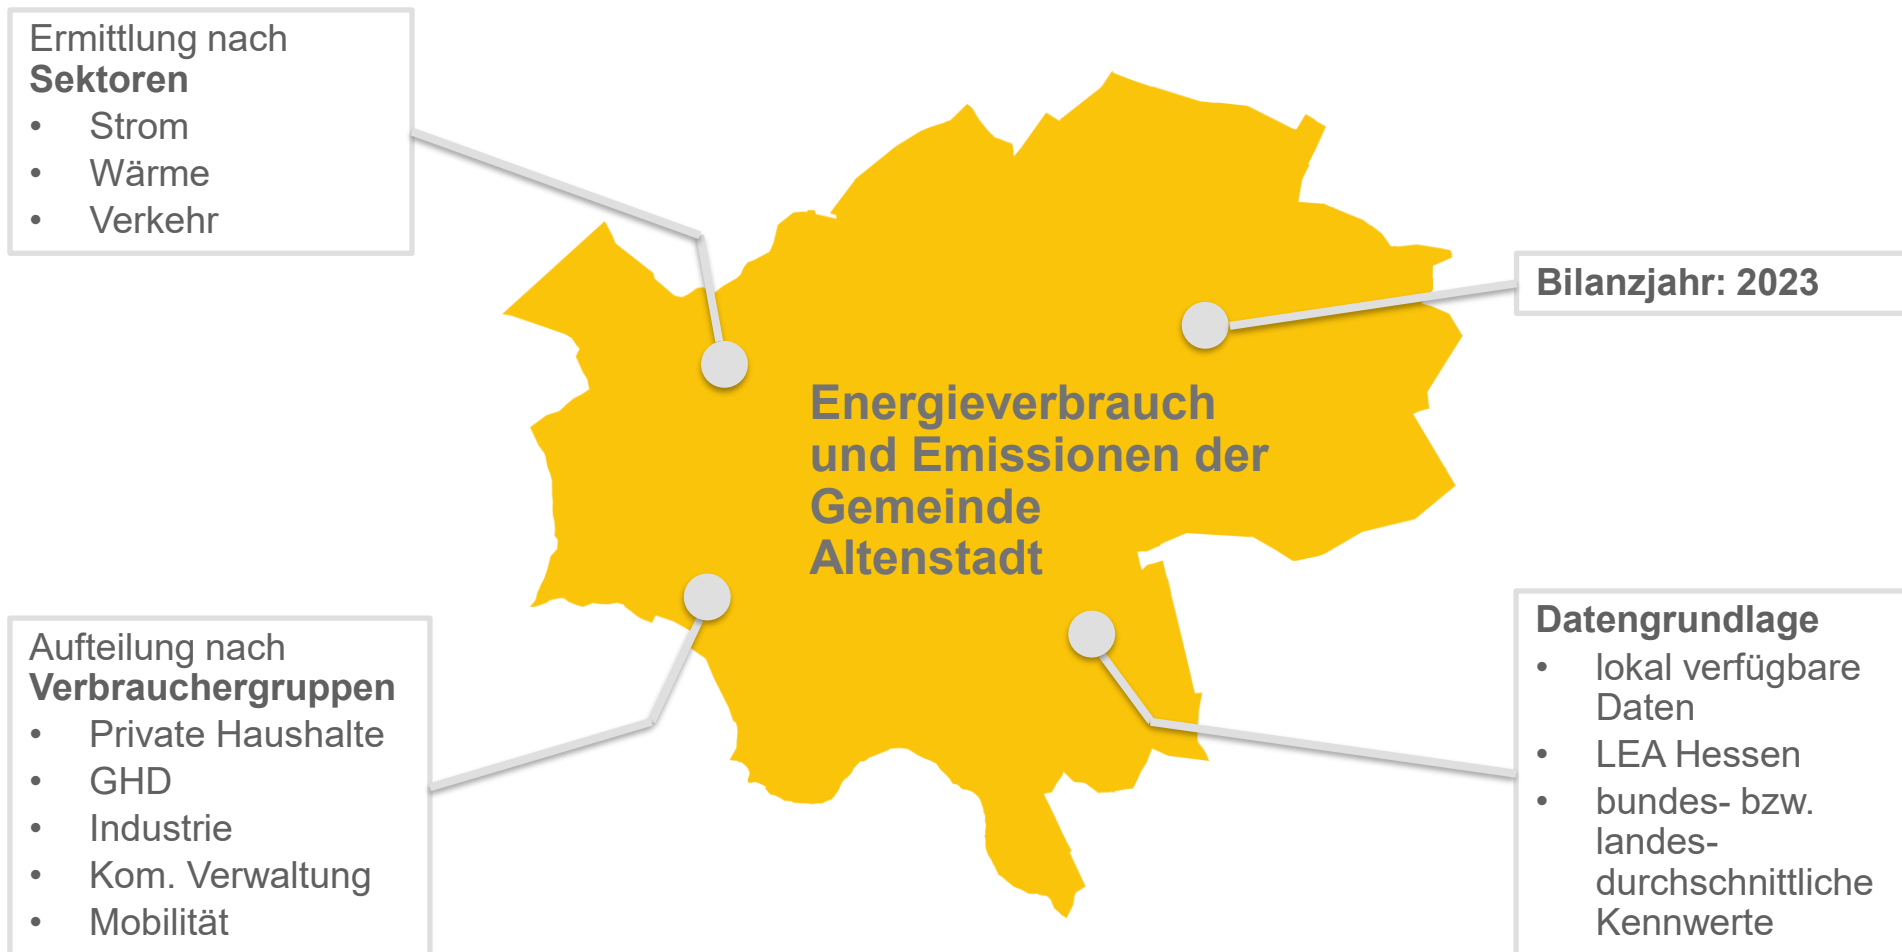 Ermittlung nach
Sektoren
• Strom
• Wärme
• Verkehr
Bilanzjahr: 2023
Energieverbrauch
und Emissionen der
Gemeinde
Altenstadt
Aufteilung nach
Verbrauchergruppen
• Private Haushalte
• GHD
• Industrie
• Kom. Verwaltung
• Mobilität
Datengrundlage
• lokal verfügbare
Daten
• LEA Hessen
• bundes- bzw.
landes-
durchschnittliche
Kennwerte